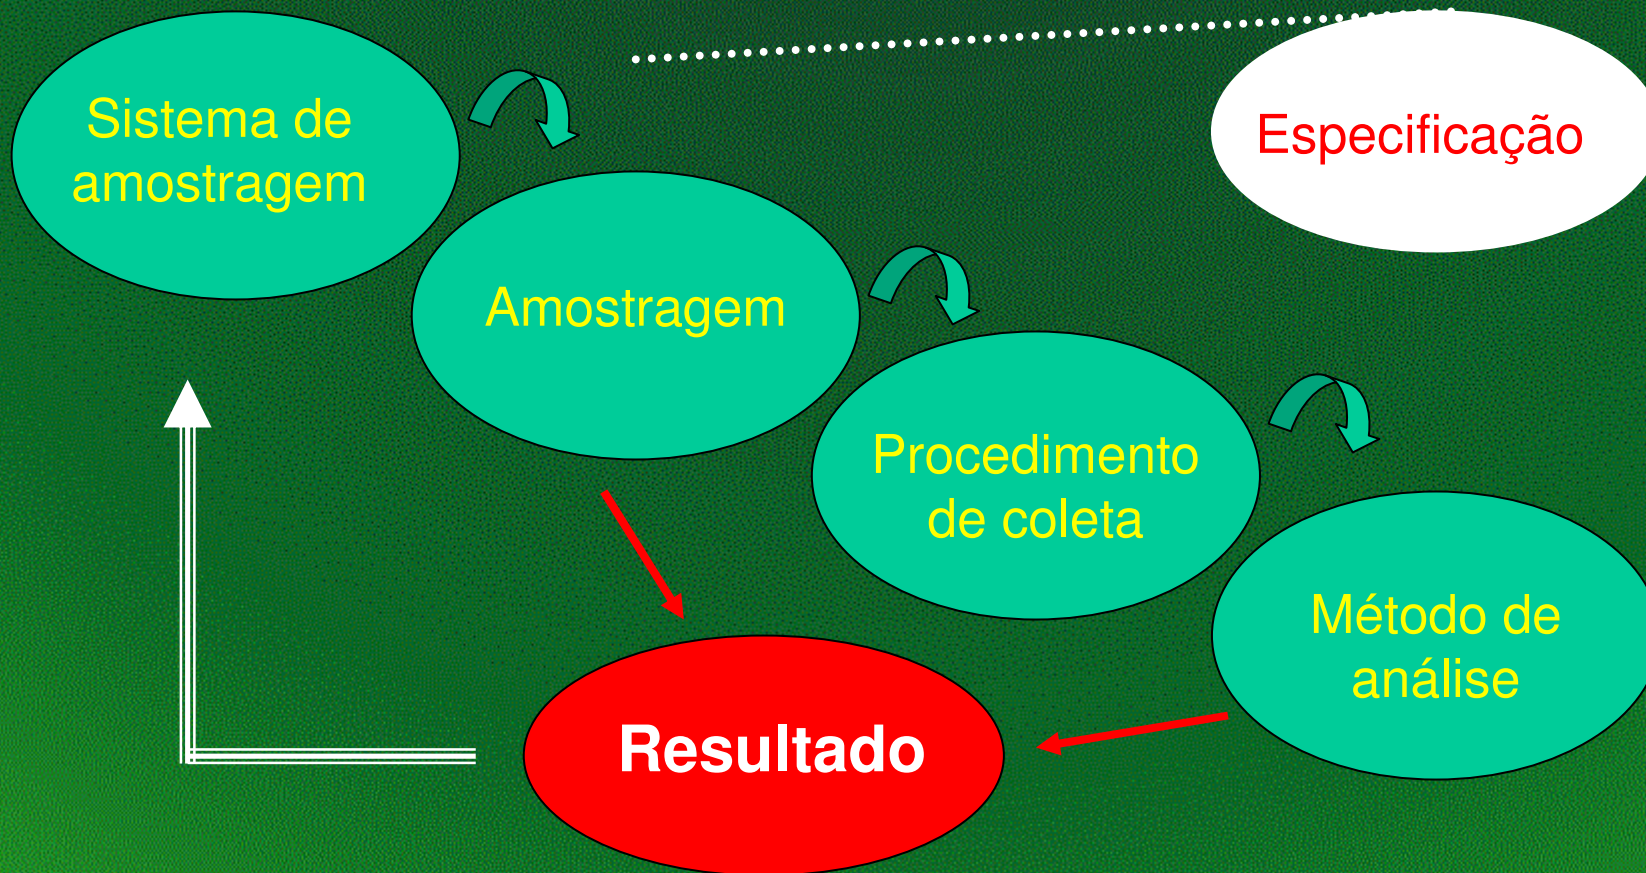 Sistema de
amostragem
Especificação
Amostragem
Procedimento
de coleta
Método de
análise
Resultado